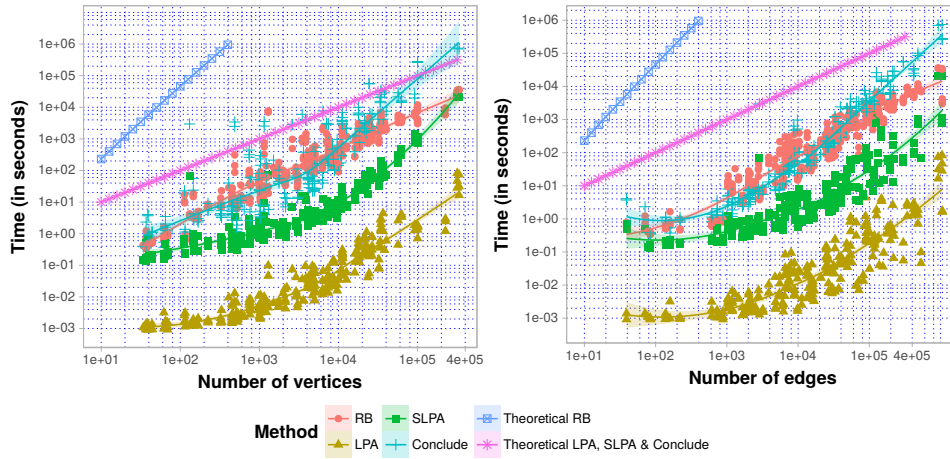 Time (in seconds)
1e+06
1e+05
1e+04
1e+03
1e+02
1e+01
1e+00
1e-01
1e-02
1e-03
1e+01 1e+02 1e+03 1e+04 1e+05 4e+05
Number of vertices
Time (in seconds)
1e+06
1e+05
1e+04
1e+03
1e+02
1e+01
1e+00
1e-01
1e-02
1e-03
1e+01 1e+02 1e+03 1e+04 1e+05 4e+05
Number of edges
Method
RB SLPA Theoretical RB
LPA Conclude Theoretical LPA, SLPA & Conclude